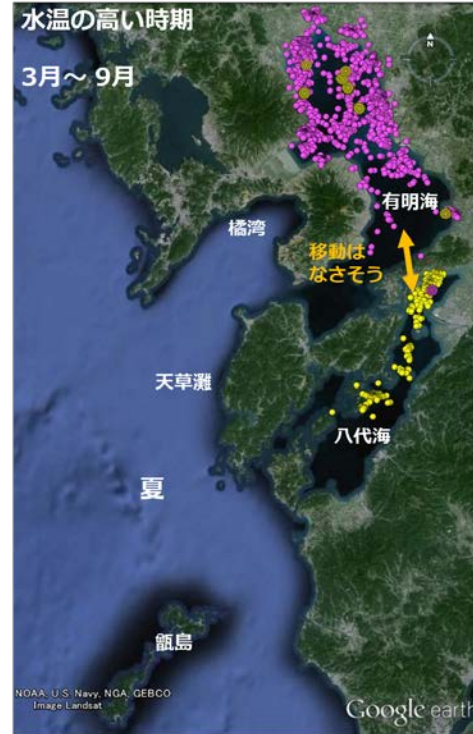 水温の高い時期
3月～ 9月
N
有明海
橘湾
移動は
なさそう
天草灘
八代海
夏
甑島
NOAA, U.S. Navy, NGA, GEBCO
Image Landsat
Google earth